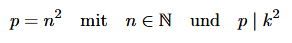 p = n² mit n ∈ ℕ und p | k²